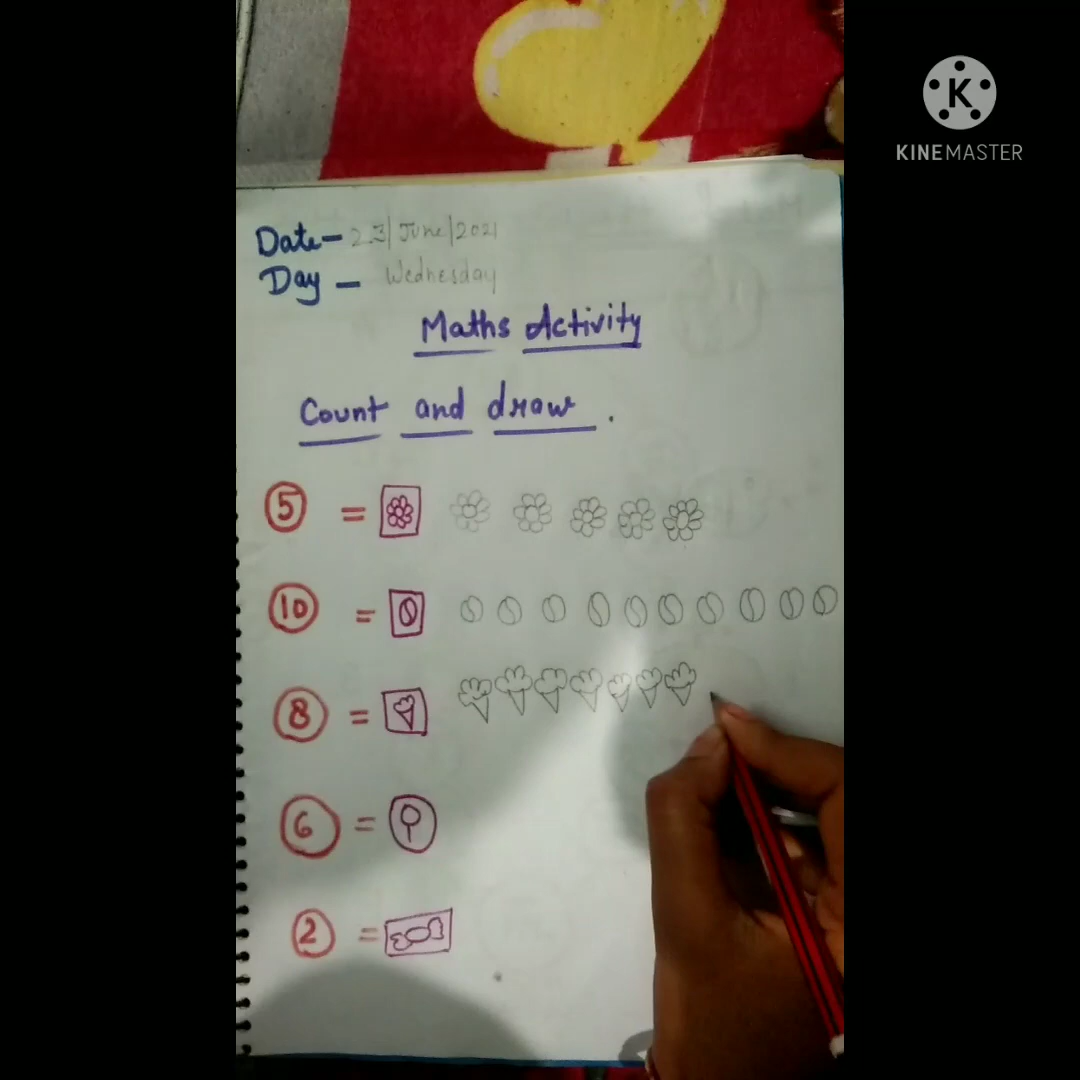 K
KINEMASTER
Date- 23/June/2021
Day - Wednesday
Maths Activity
Count and draw.
5 =
10 =
8 =
6 =
2 =